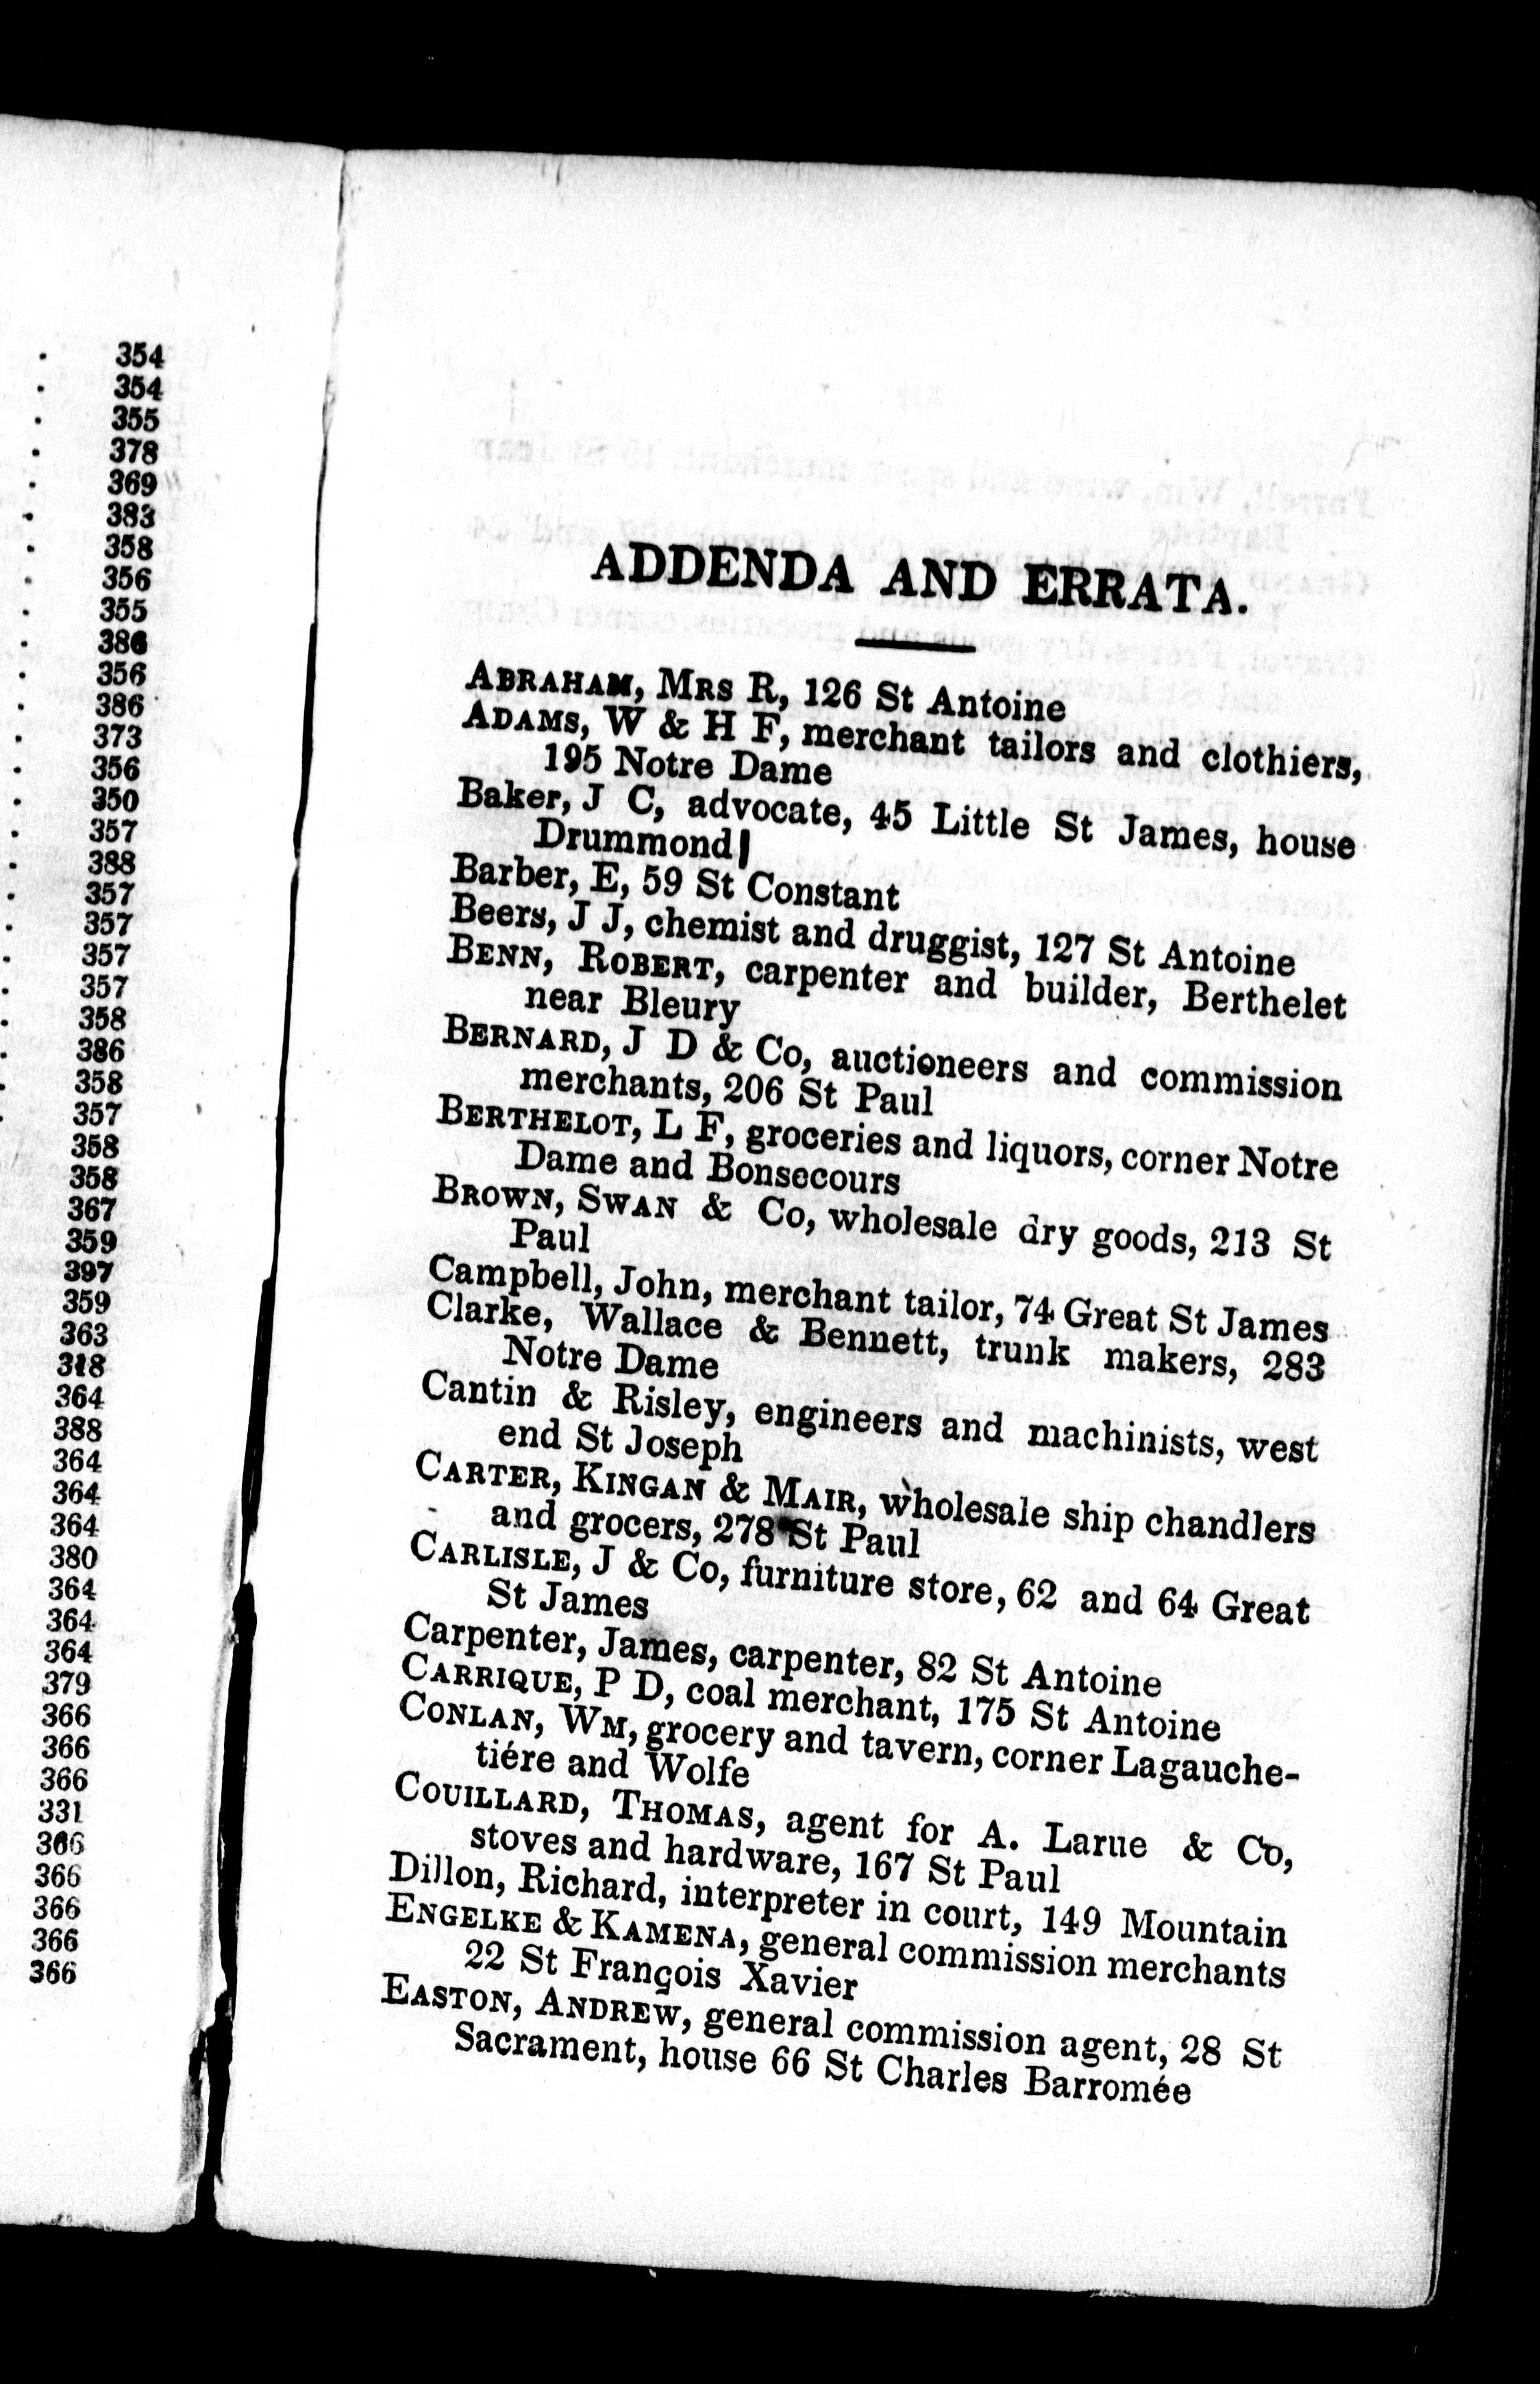 354
354
355
378
369
383
358
356
355
386
356
386
373
356
350
357
388
357
357
357
357
358
386
358
357
358
358
367
359
397
359
363
318
364
388
364
364
364
380
364
364
364
379
366
366
366
331
366
366
366
366
366
ADDENDA AND ERRATA.
ABRAHAM, MRS R, 126 St Antoine
ADAMS, W & H F, merchant tailors and clothiers,
195 Notre Dame
Baker, J C, advocate, 45 Little St James, house
Drummond
Barber, E, 59 St Constant
Beers, J J, chemist and druggist, 127 St Antoine
BENN, ROBERT, carpenter and builder, Berthelet
near Bleury
BERNARD, J D & Co, auctioneers and commission
merchants, 206 St Paul
BERTHELOT, L F, groceries and liquors, corner Notre
Dame and Bonsecours
BROWN, SWAN & Co, wholesale dry goods, 213 St
Paul
Campbell, John, merchant tailor, 74 Great St James
Clarke, Wallace & Bennett, trunk makers, 283
Notre Dame
Cantin & Risley, engineers and machinists, west
end St Joseph
CARTER, KINGAN & MAIR, wholesale ship chandlers
and grocers, 278 St Paul
CARLISLE, J & Co, furniture store, 62 and 64 Great
St James
Carpenter, James, carpenter, 82 St Antoine
CARRIQUE, P D, coal merchant, 175 St Antoine
CONLAN, WM, grocery and tavern, corner Lagauche-
tiére and Wolfe
COUILLARD, THOMAS, agent for A. Larue & Co,
stoves and hardware, 167 St Paul
Dillon, Richard, interpreter in court, 149 Mountain
ENGELKE & KAMENA, general commission merchants
22 St François Xavier
EASTON, ANDREW, general commission agent, 28 St
Sacrament, house 66 St Charles Barromée